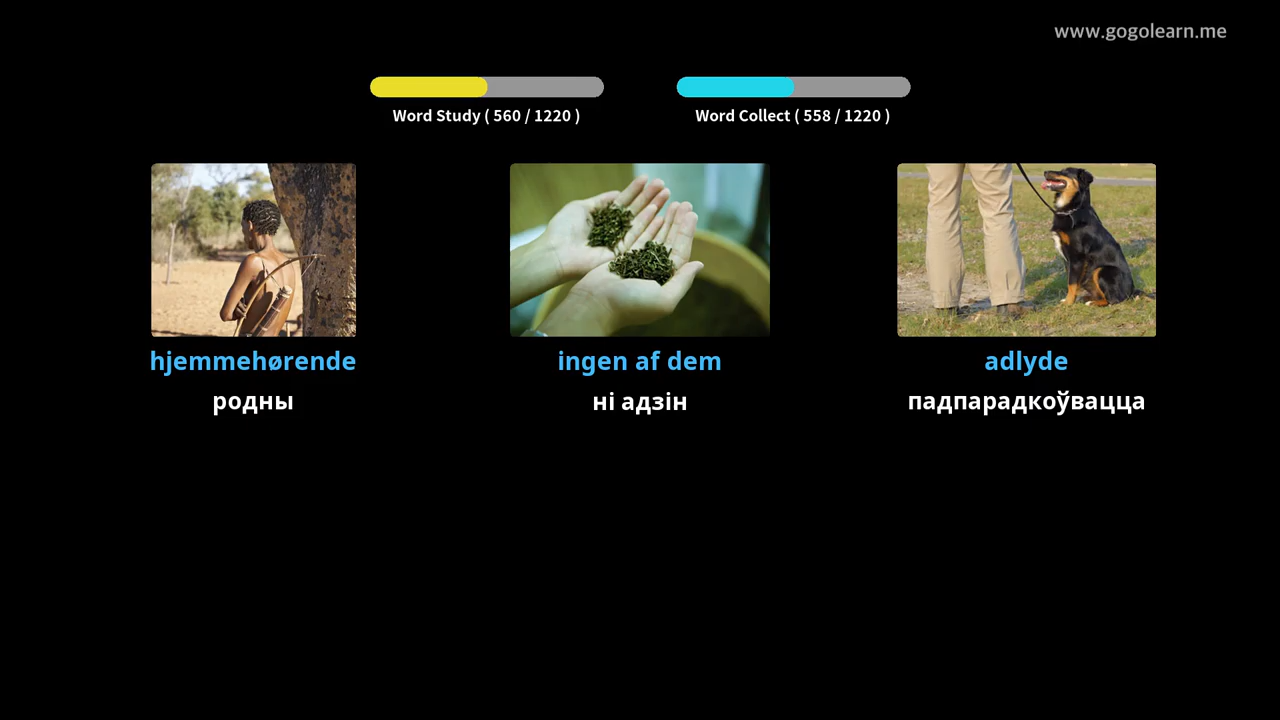 www.gogolearn.me
Word Study ( 560 / 1220 )
Word Collect ( 558 / 1220 )
hjemmehørende
ingen af dem
adlyde
родны
ні адзін
падпарадкоўвацца